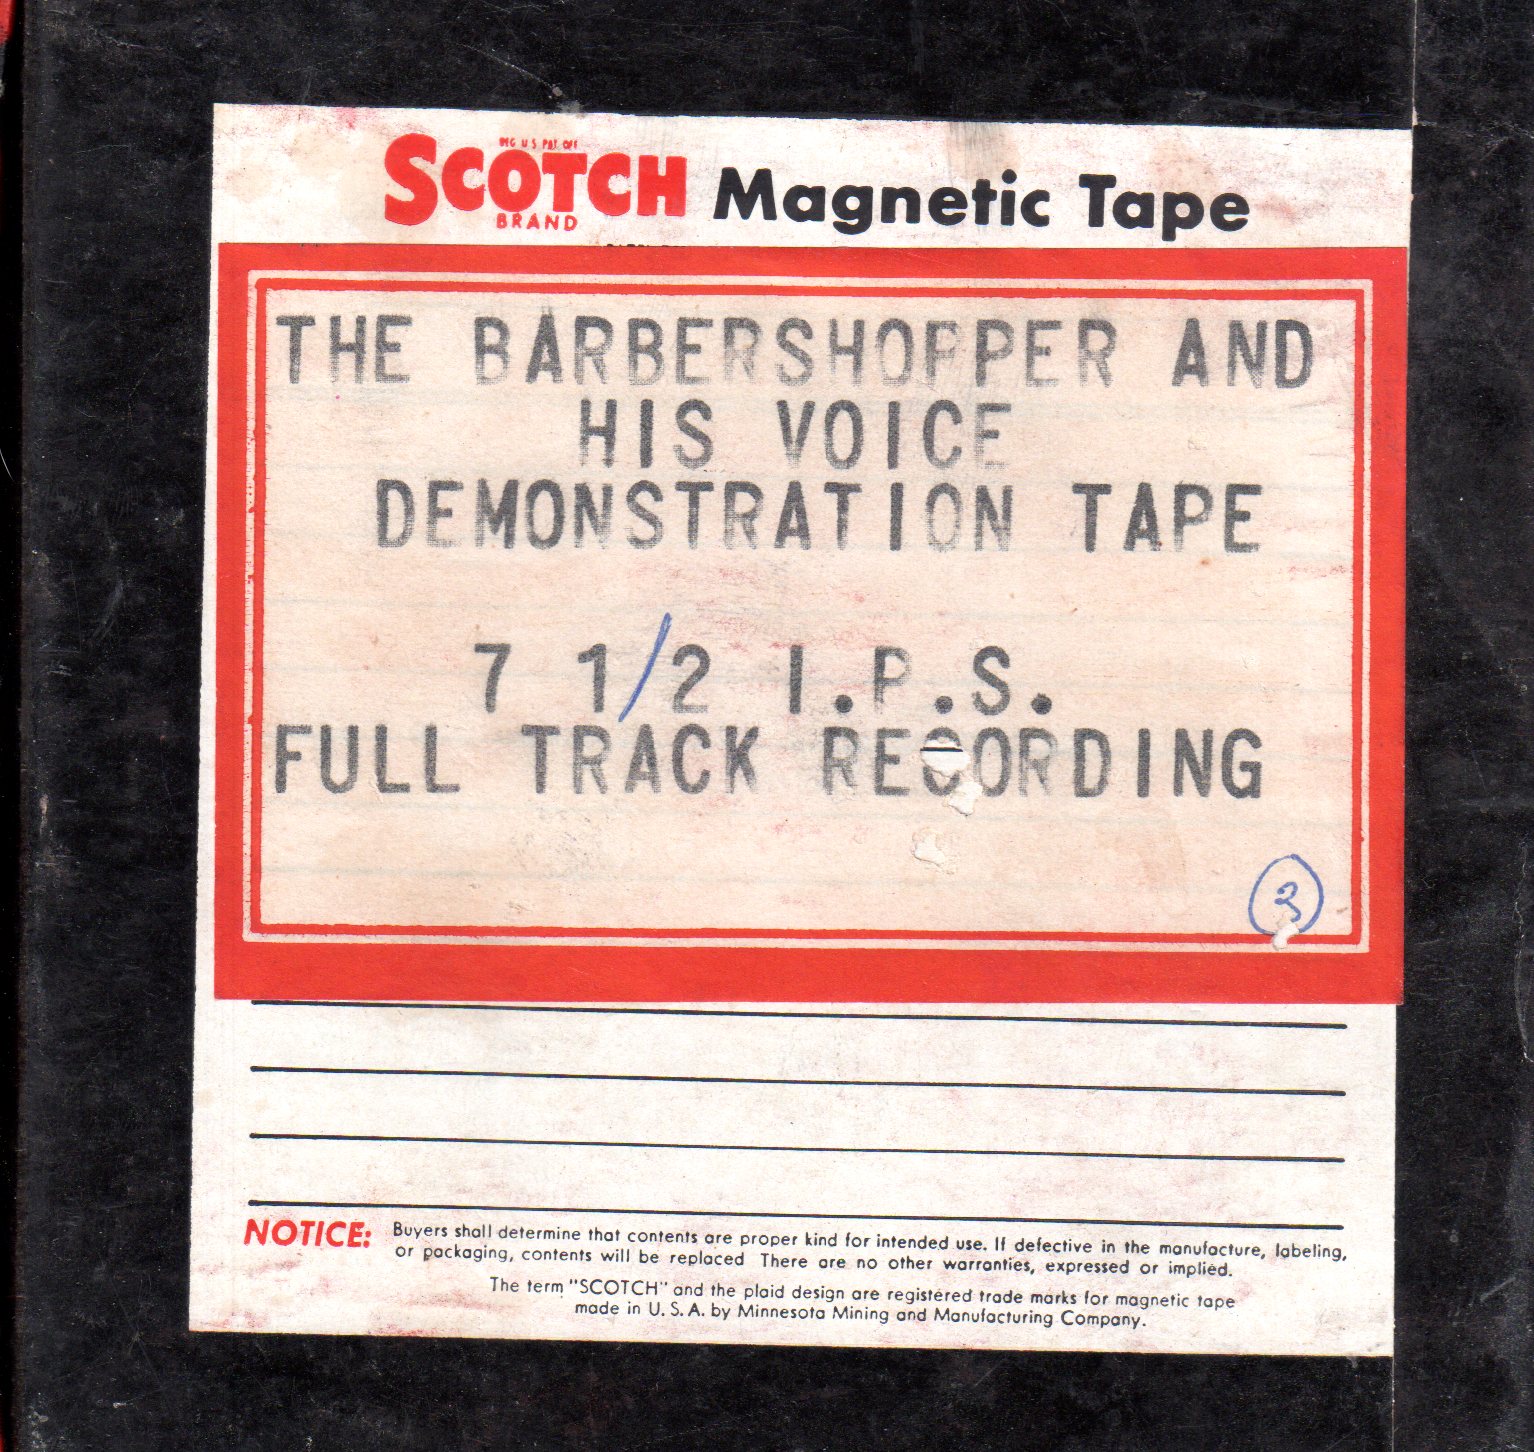 REG U S PAT OFF
SCOTCH Magnetic Tape
BRAND
THE BARBERSHOPPER AND
HIS VOICE
DEMONSTRATION TAPE
7 1/2 I.P.S.
FULL TRACK RECORDING
NOTICE: Buyers shall determine that contents are proper kind for intended use. If defective in the manufacture, labeling,
or packaging, contents will be replaced There are no other warranties, expressed or implied.
The term "SCOTCH" and the plaid design are registered trade marks for magnetic tape
made in U. S. A. by Minnesota Mining and Manufacturing Company.